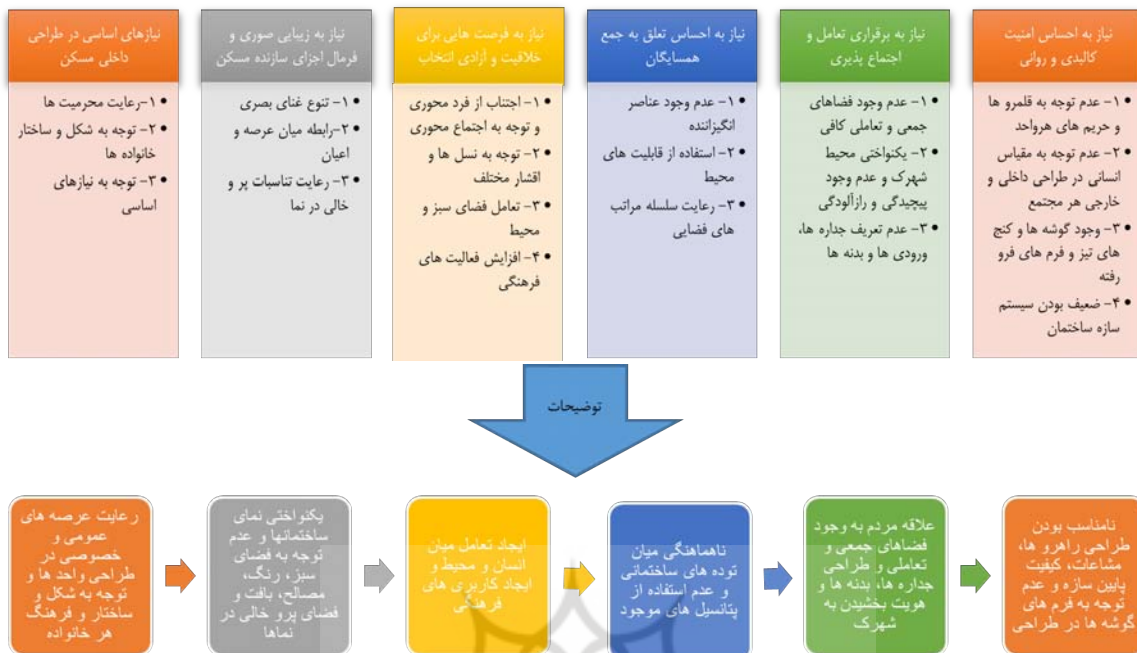 نیاز به احساس امنیت
کالبدی و روانی
۱- عدم توجه به قلمرو ها
و حریم های هرواحد
۲- عدم توجه به مقیاس
انسانی در طراحی داخلی و
خارجی هر مجتمع
۳- وجود گوشه ها و کنج
های تیز و فرم های فرو
رفته
۴- ضعیف بودن سیستم
سازه ساختمان
نیاز به برقراری تعامل و
اجتماع پذیری
۱- عدم وجود فضاهای
جمعی و تعاملی کافی
۲- یکنواختی محیط
شهرک و عدم وجود
پیچیدگی و رازآلودگی
۳- عدم تعریف جداره ها،
ورودی ها و بدنه ها
نیاز به احساس تعلق به جمع
همسایگان
۱- عدم وجود عناصر
انگیزاننده
۲- استفاده از قابلیت های
محیط
۳- رعایت سلسله مراتب
های فضایی
نیاز به فرصت هایی برای
خلاقیت و آزادی انتخاب
۱- اجتناب از فرد محوری
و توجه به اجتماع محوری
۲- توجه به نسل ها و
اقشار مختلف
۳- تعامل فضای سبز و
محیط
۴- افزایش فعالیت های
فرهنگی
نیاز به زیبایی صوری و
فرمال اجزای سازنده مسکن
۱- تنوع غنای بصری
۲-رابطه میان عرصه و
اعیان
۳- رعایت تناسبات پر و
خالی در نما
نیازهای اساسی در طراحی
داخلی مسکن
۱-رعایت محرمیت ها
۲- توجه به شکل و ساختار
خانواده ها
۳- توجه به نیازهای
اساسی
توضیحات
نامناسب بودن
طراحی راهرو ها،
مشاعات، کیفیت
پایین سازه و عدم
توجه به فرم های
گوشه ها در طراحی
علاقه مردم به وجود
فضاهای جمعی و
تعاملی و طراحی
جداره ها، بدنه ها و
هویت بخشیدن به
شهرک
ناهماهنگی میان
توده های ساختمانی
و عدم استفاده از
پتانسیل های موجود
ایجاد تعامل میان
انسان و محیط و
ایجاد کاربری های
فرهنگی
یکنواختی نمای
ساختمانها و عدم
توجه به فضای
سبز، رنگ،
مصالح، بافت و
فضای پرو خالی در
نماها
رعایت عرصه های
عمومی و
خصوصی در
طراحی واحد ها و
توجه به شکل و
ساختار و فرهنگ
هر خانواده